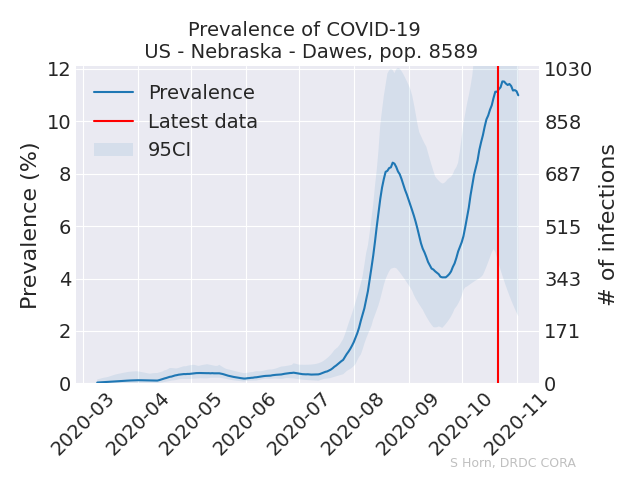 Prevalence of COVID-19
US - Nebraska - Dawes, pop. 8589
Prevalence
Latest data
95CI
Prevalence (%)
12
10
8
6
4
2
0
1030
858
687
515
343
171
0
# of infections
2020-03
2020-04
2020-05
2020-06
2020-07
2020-08
2020-09
2020-10
2020-11
S Horn, DRDC CORA